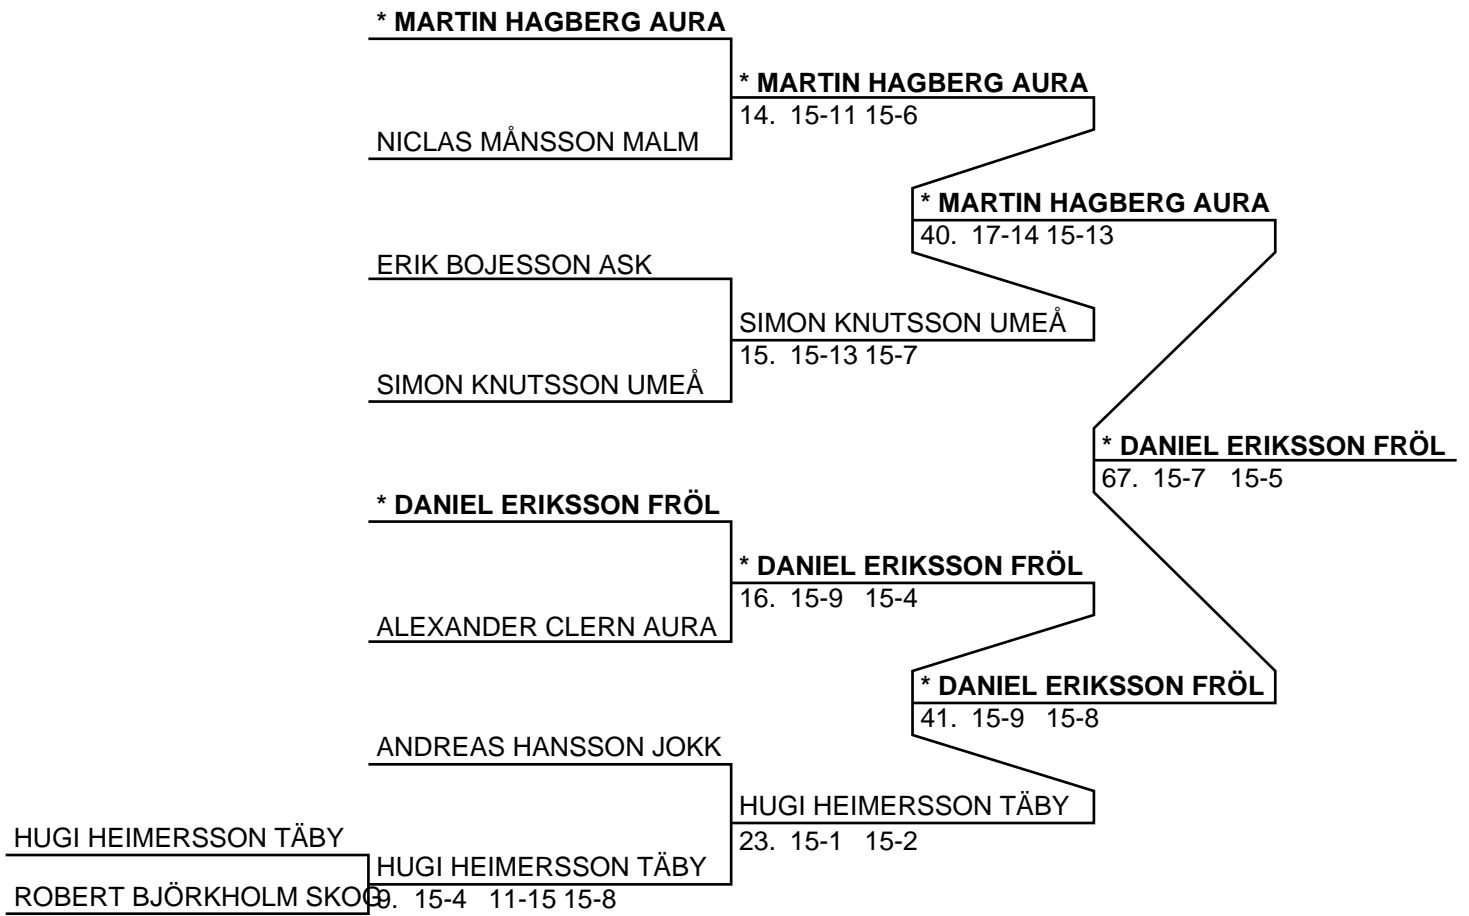 * MARTIN HAGBERG AURA
* MARTIN HAGBERG AURA
14. 15-11 15-6
NICLAS MÅNSSON MALM
* MARTIN HAGBERG AURA
40. 17-14 15-13
ERIK BOJESSON ASK
SIMON KNUTSSON UMEÅ
15. 15-13 15-7
SIMON KNUTSSON UMEÅ
* DANIEL ERIKSSON FRÖL
67. 15-7 15-5
* DANIEL ERIKSSON FRÖL
* DANIEL ERIKSSON FRÖL
16. 15-9 15-4
ALEXANDER CLERN AURA
* DANIEL ERIKSSON FRÖL
41. 15-9 15-8
ANDREAS HANSSON JOKK
HUGI HEIMERSSON TÄBY
23. 15-1 15-2
HUGI HEIMERSSON TÄBY
HUGI HEIMERSSON TÄBY
ROBERT BJÖRKHOLM SKOG
9. 15-4 11-15 15-8